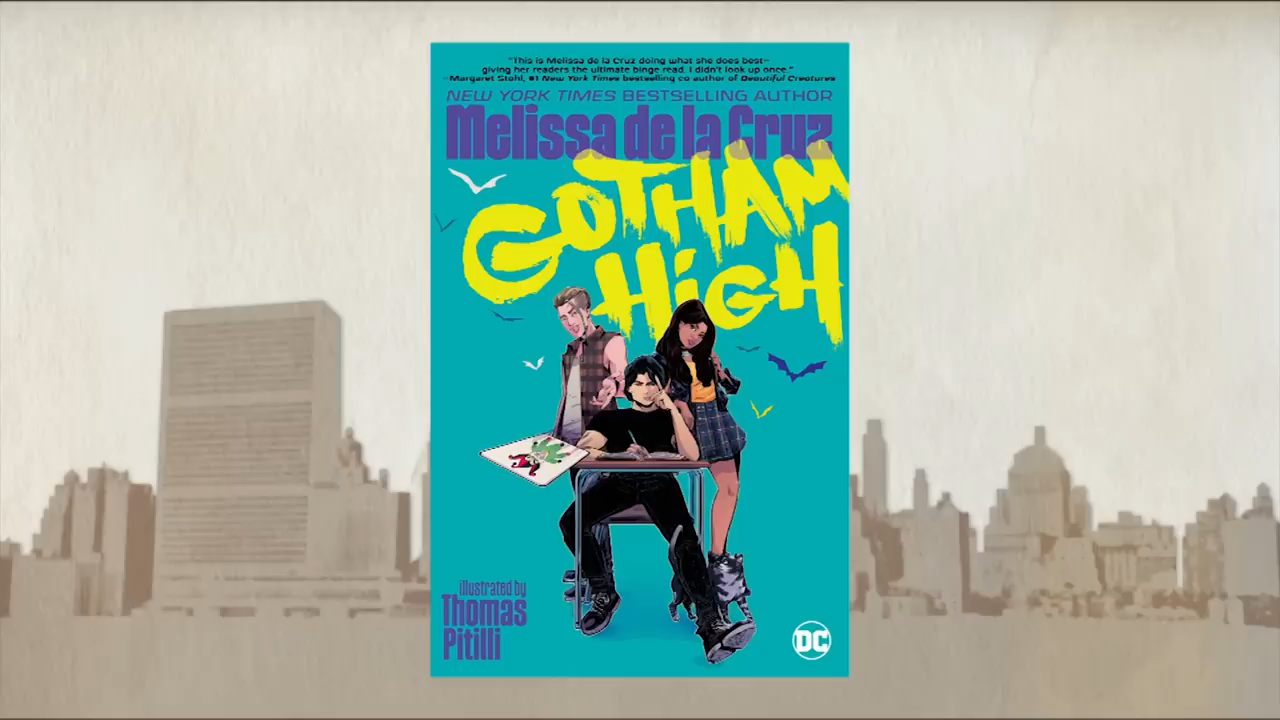 "This is Melissa de la Cruz doing what she does best—
giving her readers the ultimate binge read. I didn't look up once."
—Margaret Stohl, #1 New York Times bestselling co author of Beautiful Creatures
NEW YORK TIMES BESTSELLING AUTHOR
Melissa de la Cruz
GOTHAM
HiGH
illustrated by
Thomas
Pitilli
DC